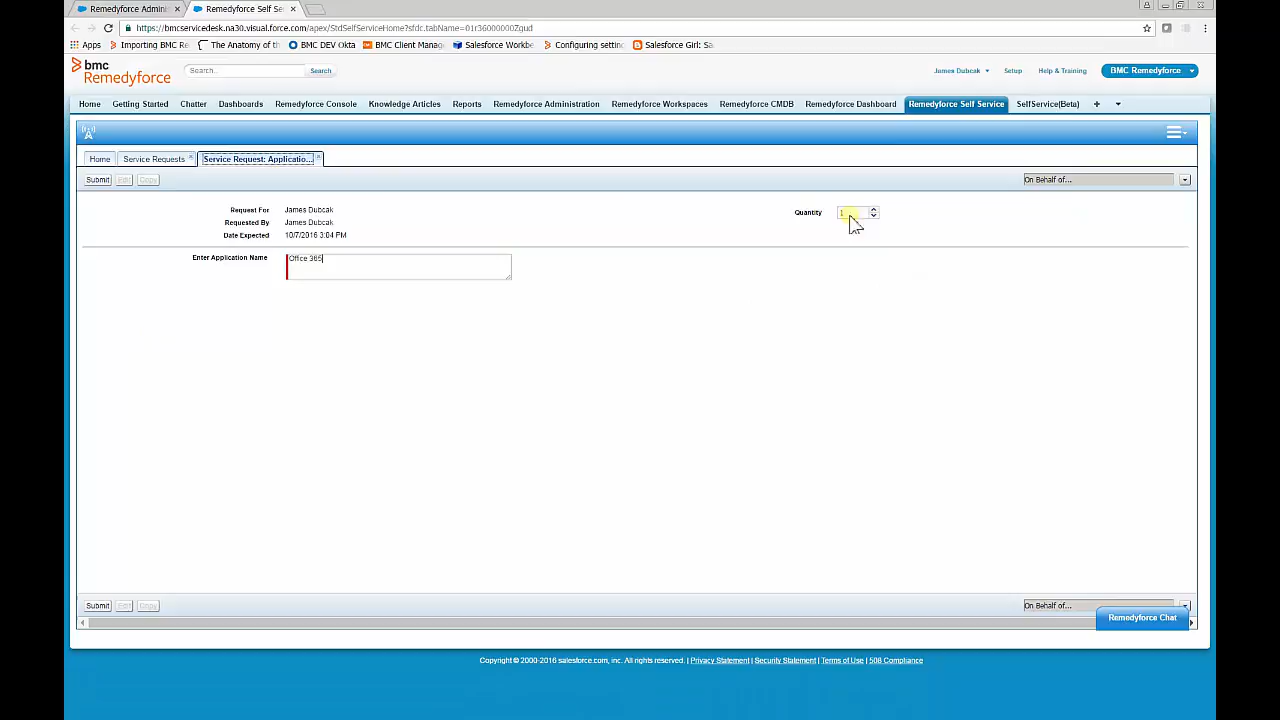 Remedyforce Admini
Remedyforce Self Se
https://bmcservicedesk.na30.visual.force.com/apex/StdSelfServiceHome?sfdc.tabName=01r36000000Zgud
Apps
Importing BMC Re
The Anatomy of t
BMC DEV Okta
BMC Client Manag
Salesforce Workbe
Configuring settin
Salesforce Girl: Sa
bmc
Remedyforce
Search...
Search
James Dubcak
Setup
Help & Training
BMC Remedyforce
Home
Getting Started
Chatter
Dashboards
Remedyforce Console
Knowledge Articles
Reports
Remedyforce Administration
Remedyforce Workspaces
Remedyforce CMDB
Remedyforce Dashboard
Remedyforce Self Service
SelfService(Beta)
+
Home
Service Requests
Service Request: Applicatio...
Submit
Edit
Copy
On Behalf of...
Request For
James Dubcak
Quantity
1
Requested By
James Dubcak
Date Expected
10/7/2016 3:04 PM
Enter Application Name
Office 365
Submit
Edit
Copy
On Behalf of...
Remedyforce Chat
Copyright © 2000-2016 salesforce.com, inc. All rights reserved. | Privacy Statement | Security Statement | Terms of Use | 508 Compliance